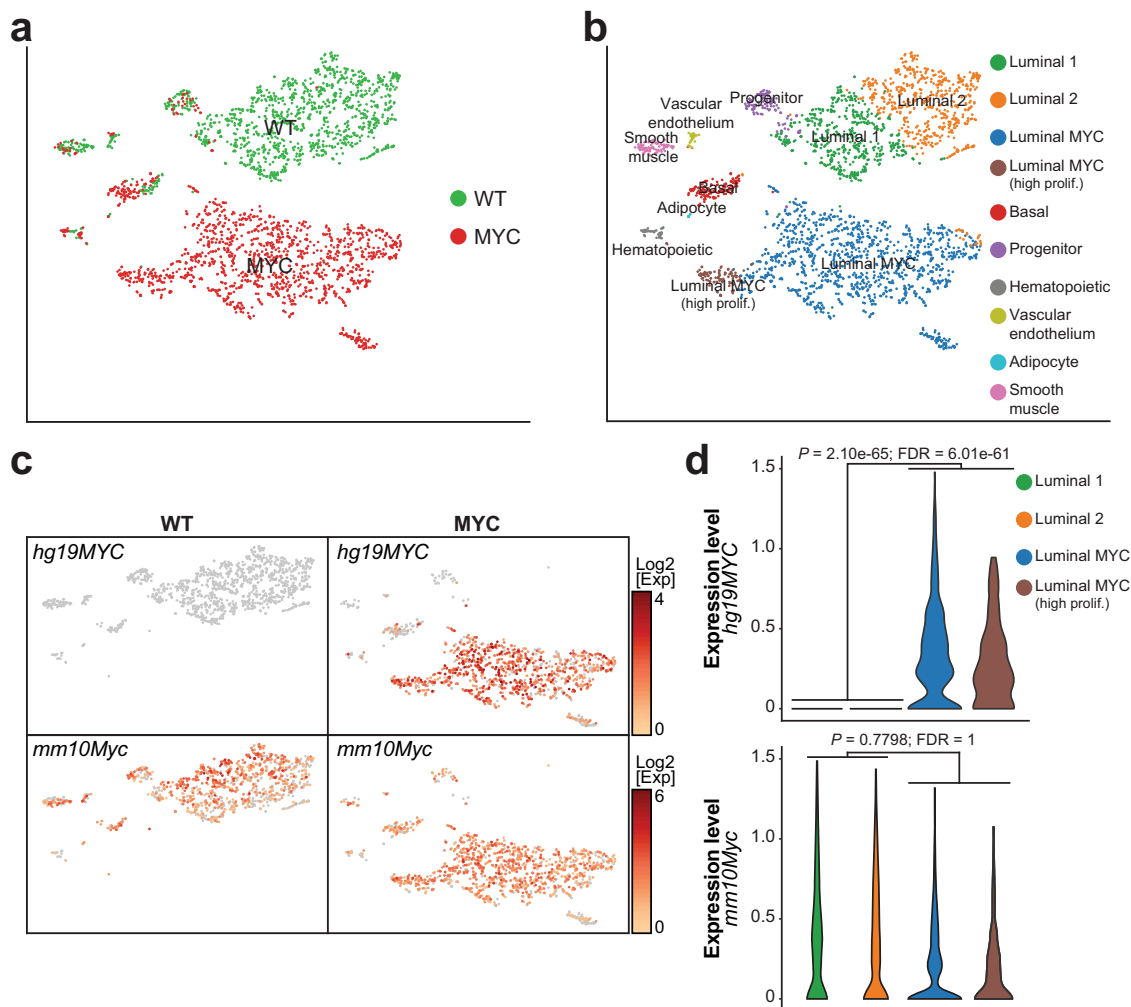 a
WT
MYC
WT
MYC
b
Progenitor
Vascular
endothelium
Smooth
muscle
Luminal 1
Luminal 2
Basal
Adipocyte
Hematopoietic
Luminal MYC
Luminal MYC
(high prolif.)
Luminal 1
Luminal 2
Luminal MYC
Luminal MYC
(high prolif.)
Basal
Progenitor
Hematopoietic
Vascular
endothelium
Adipocyte
Smooth
muscle
c
WT
MYC
hg19MYC
hg19MYC
Log2
[Exp]
4
0
mm10Myc
mm10Myc
Log2
[Exp]
6
0
d
P = 2.10e-65; FDR = 6.01e-61
Expression level
hg19MYC
1.5
1.0
0.5
0
Luminal 1
Luminal 2
Luminal MYC
Luminal MYC
(high prolif.)
P = 0.7798; FDR = 1
Expression level
mm10Myc
1.5
1.0
0.5
0